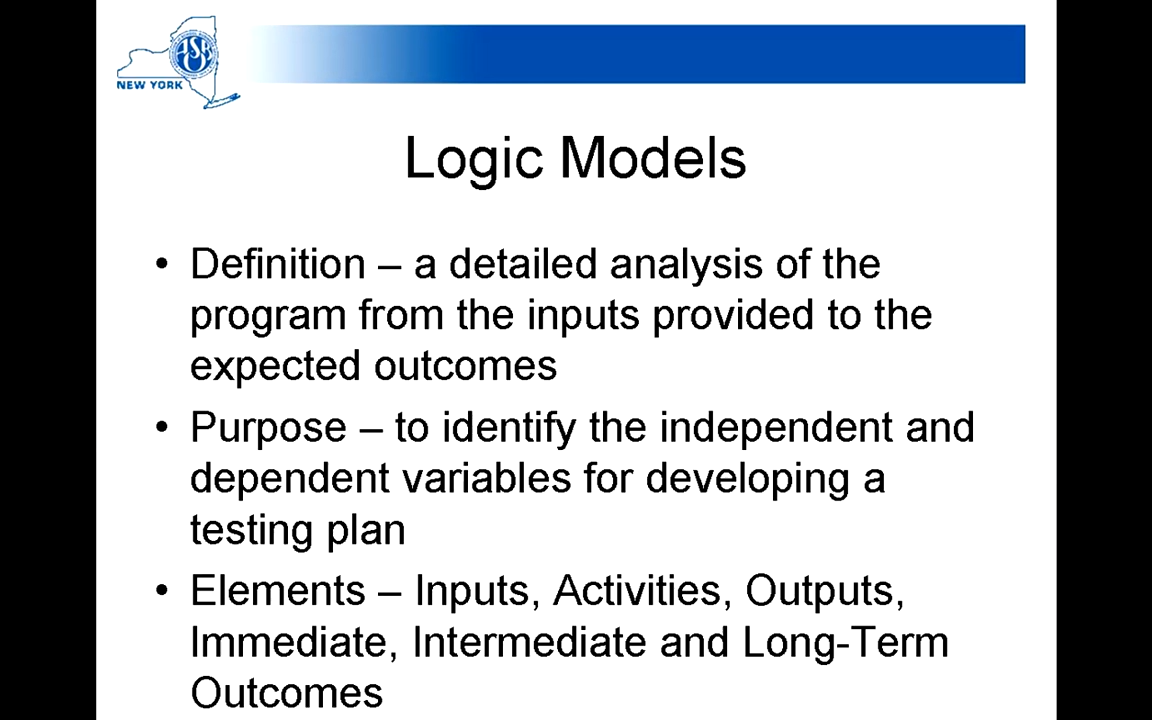 NEW YORK
Logic Models
• Definition – a detailed analysis of the
program from the inputs provided to the
expected outcomes
• Purpose – to identify the independent and
dependent variables for developing a
testing plan
• Elements – Inputs, Activities, Outputs,
Immediate, Intermediate and Long-Term
Outcomes